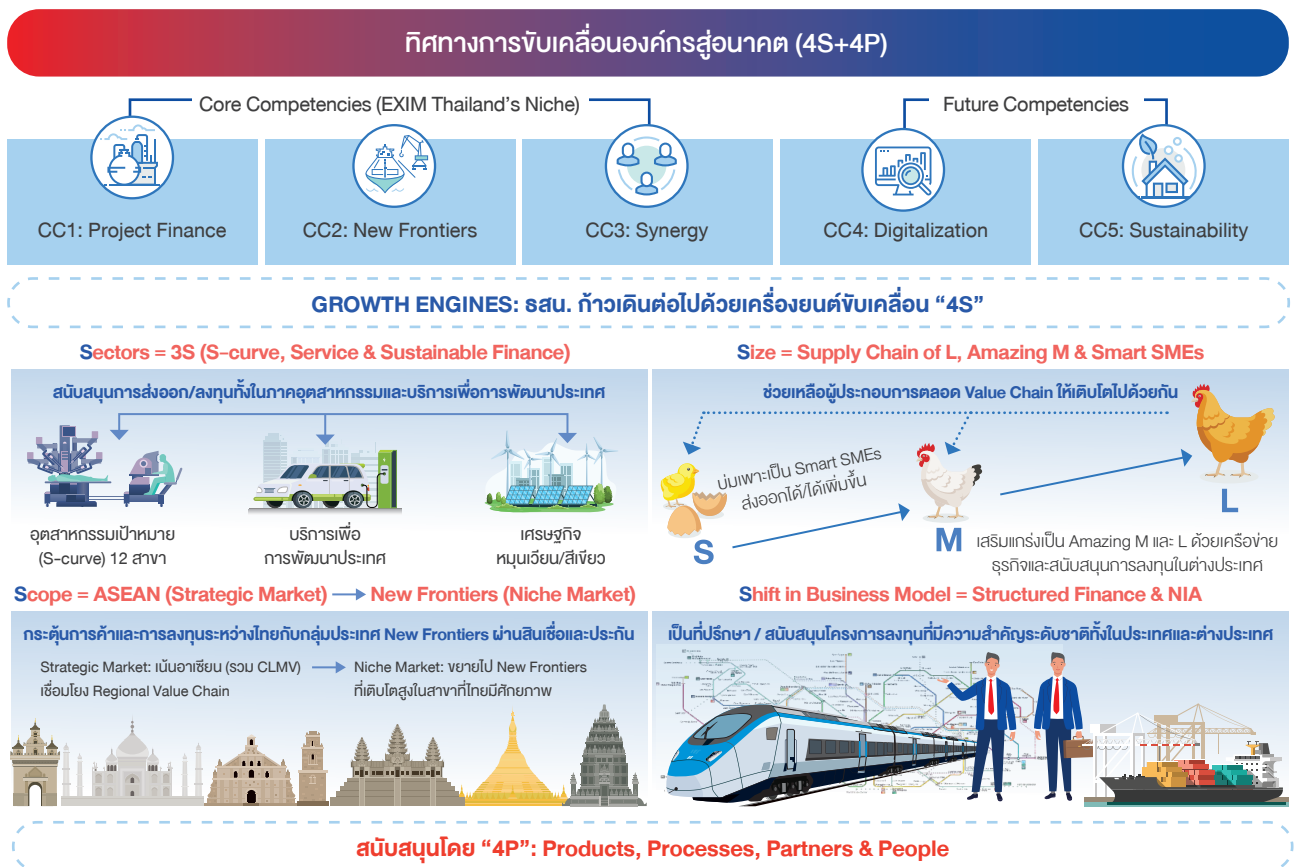 ทิศทางการขับเคลื่อนองค์กรสู่อนาคต (4S+4P)
Core Competencies (EXIM Thailand's Niche)
Future Competencies
CC1: Project Finance
CC2: New Frontiers
CC3: Synergy
CC4: Digitalization
CC5: Sustainability
GROWTH ENGINES: ธสน. ก้าวเดินต่อไปด้วยเครื่องยนต์ขับเคลื่อน “4S”
Sectors = 3S (S-curve, Service & Sustainable Finance)
สนับสนุนการส่งออก/ลงทุนทั้งในภาคอุตสาหกรรมและบริการเพื่อการพัฒนาประเทศ
อุตสาหกรรมเป้าหมาย
(S-curve) 12 สาขา
บริการเพื่อ
การพัฒนาประเทศ
เศรษฐกิจ
หมุนเวียน/สีเขียว
Size = Supply Chain of L, Amazing M & Smart SMEs
ช่วยเหลือผู้ประกอบการตลอด Value Chain ให้เติบโตไปด้วยกัน
บ่มเพาะเป็น Smart SMEs
ส่งออกได้/ได้เพิ่มขึ้น
S
M
L
เสริมแกร่งเป็น Amazing M และ L ด้วยเครือข่าย
ธุรกิจและสนับสนุนการลงทุนในต่างประเทศ
Scope = ASEAN (Strategic Market) → New Frontiers (Niche Market)
กระตุ้นการค้าและการลงทุนระหว่างไทยกับกลุ่มประเทศ New Frontiers ผ่านสินเชื่อและประกัน
Strategic Market: เน้นอาเซียน (รวม CLMV)
เชื่อมโยง Regional Value Chain
Niche Market: ขยายไป New Frontiers
ที่เติบโตสูงในสาขาที่ไทยมีศักยภาพ
Shift in Business Model = Structured Finance & NIA
เป็นที่ปรึกษา / สนับสนุนโครงการลงทุนที่มีความสำคัญระดับชาติทั้งในประเทศและต่างประเทศ
สนับสนุนโดย “4P”: Products, Processes, Partners & People